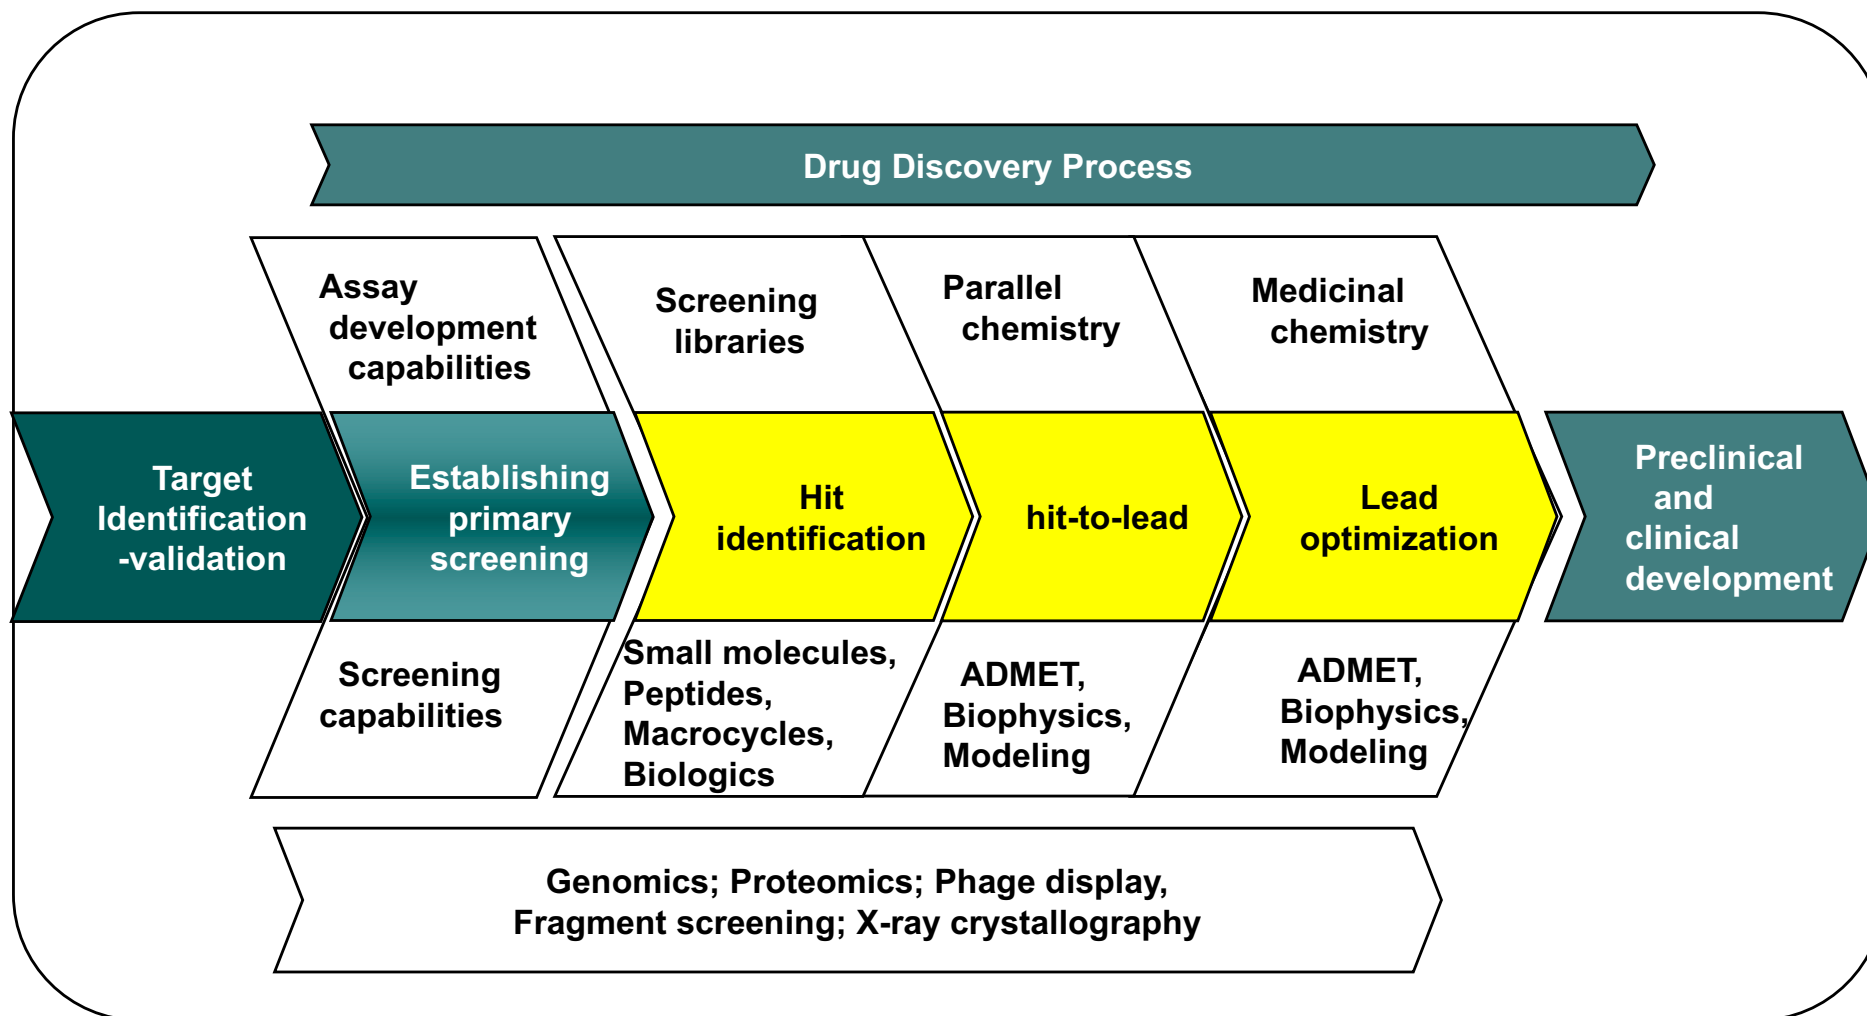 Drug Discovery Process
Assay
development
capabilities
Screening
libraries
Parallel
chemistry
Medicinal
chemistry
Target
Identification
-validation
Establishing
primary
screening
Hit
identification
hit-to-lead
Lead
optimization
Preclinical
and
clinical
development
Screening
capabilities
Small molecules,
Peptides,
Macrocycles,
Biologics
ADMET,
Biophysics,
Modeling
ADMET,
Biophysics,
Modeling
Genomics; Proteomics; Phage display,
Fragment screening; X-ray crystallography